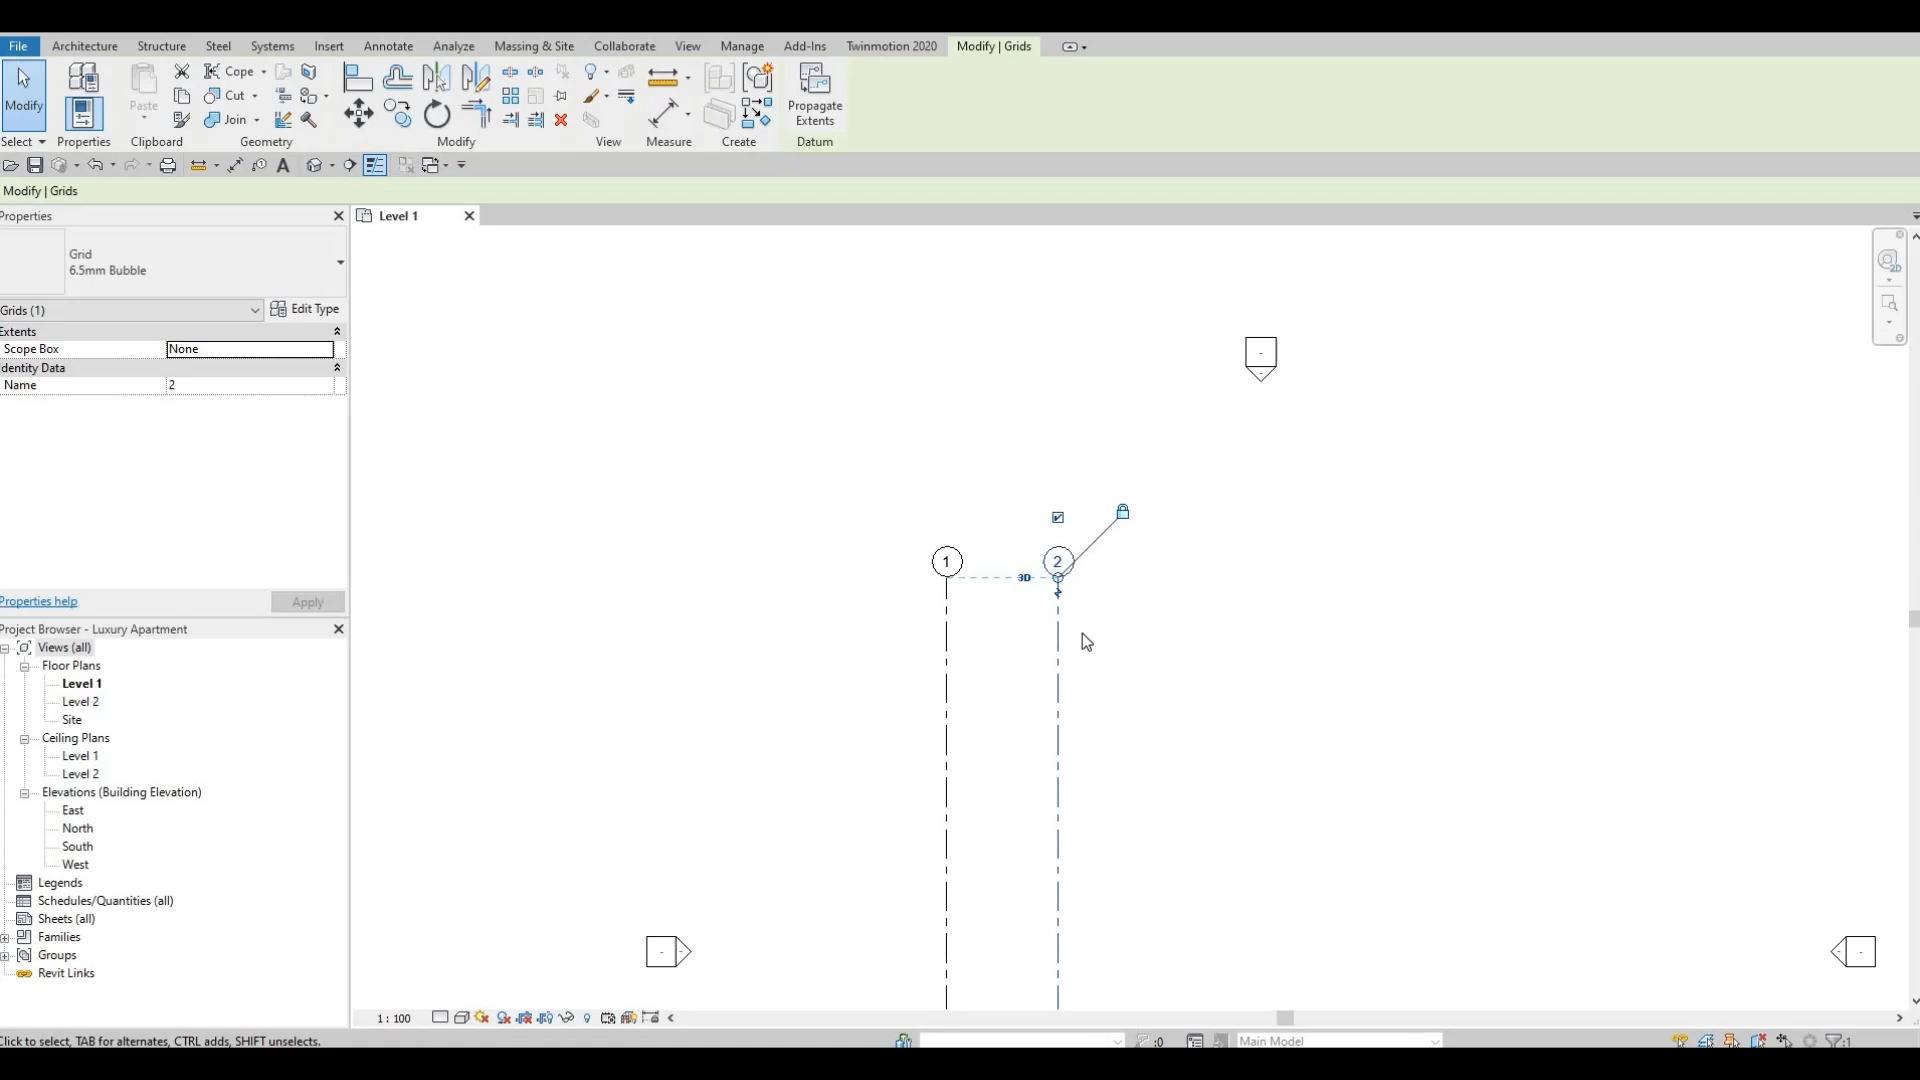 File Architecture Structure Steel Systems Insert Annotate Analyze Massing & Site Collaborate View Manage Add-Ins Twinmotion 2020 Modify | Grids
Modify Paste Cope Cut Join Propagate Extents
Select Properties Clipboard Geometry Modify View Measure Create Datum
Modify | Grids
Properties
Level 1
Grid
6.5mm Bubble
Grids (1) Edit Type
Extents
Scope Box None
Identity Data
Name 2
Properties help Apply
Project Browser - Luxury Apartment
Views (all)
Floor Plans
Level 1
Level 2
Site
Ceiling Plans
Level 1
Level 2
Elevations (Building Elevation)
East
North
South
West
Legends
Schedules/Quantities (all)
Sheets (all)
Families
Groups
Revit Links
2D
1 2
3D
1 : 100
Click to select, TAB for alternates, CTRL adds, SHIFT unselects. :0 Main Model :1